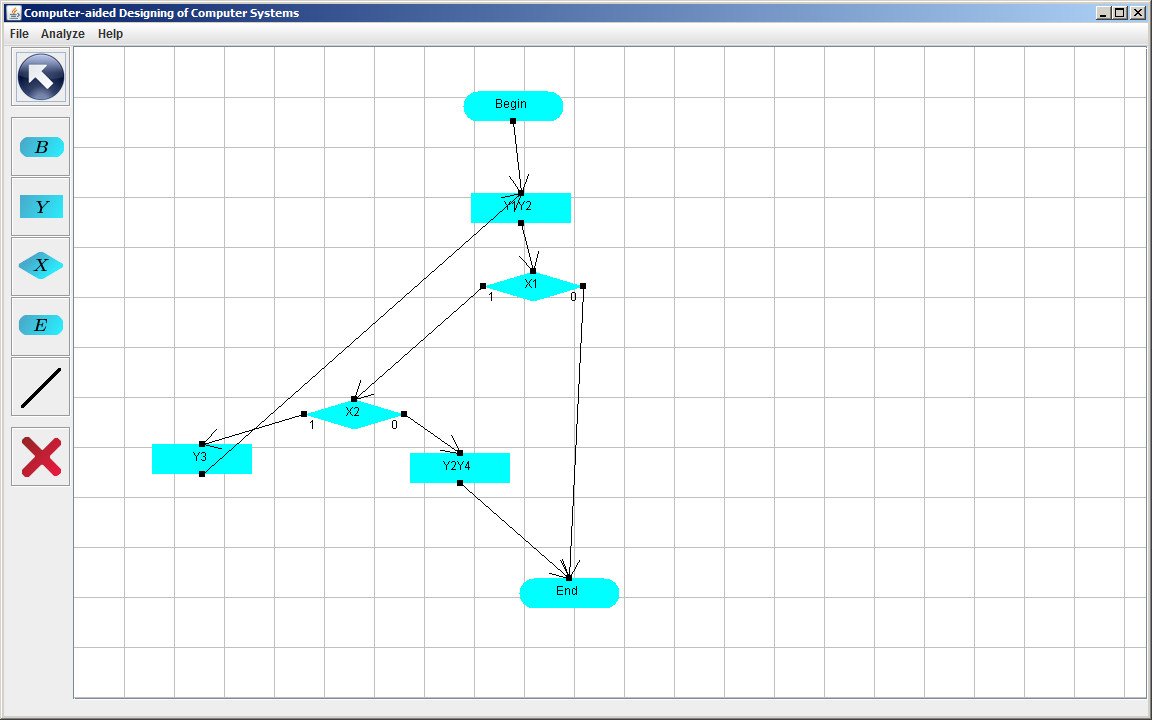 Computer-aided Designing of Computer Systems
File Analyze Help
B
Y
X
E
Begin
Y1Y2
X1
1 0
X2
1 0
Y3
Y2Y4
End